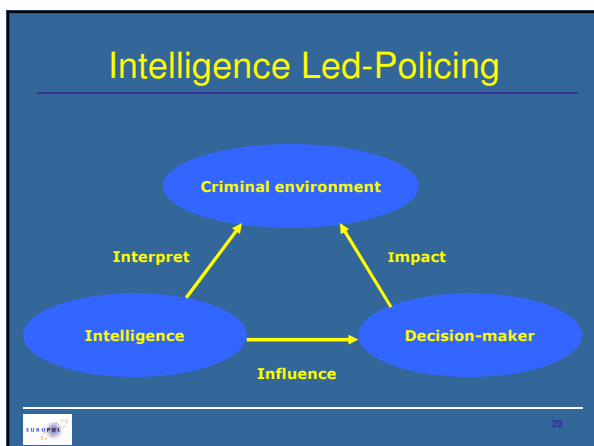 Intelligence Led-Policing
Criminal environment
Interpret
Impact
Intelligence
Decision-maker
Influence
EUROPOL
29